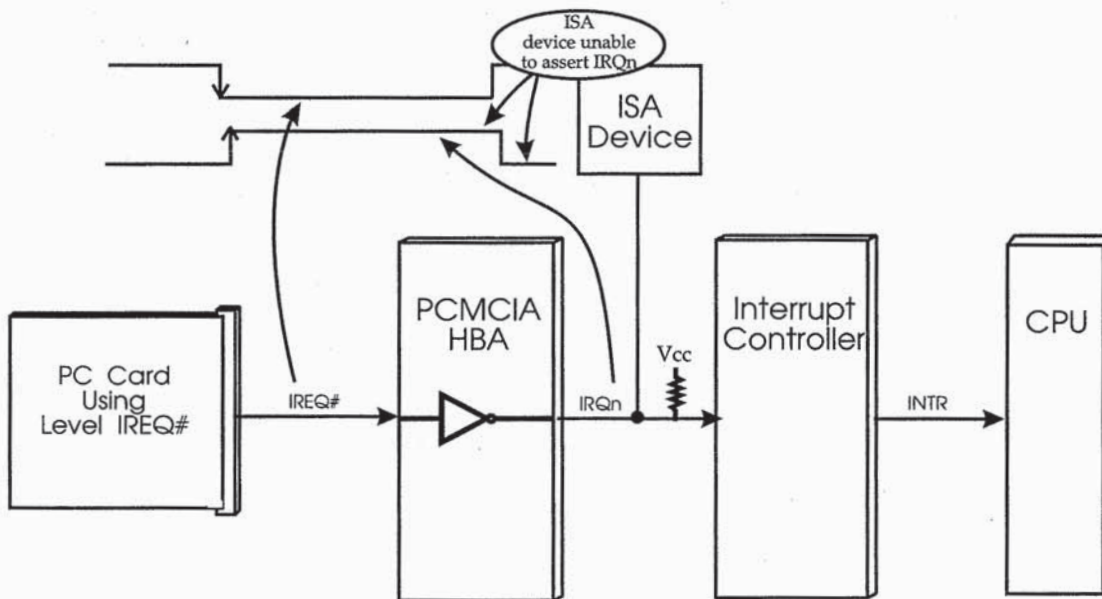 ISA
device unable
to assert IRQn
ISA
Device
PCMCIA
HBA
Interrupt
Controller
CPU
Vcc
PC Card
Using
Level IREQ#
IREQ#
IRQn
INTR